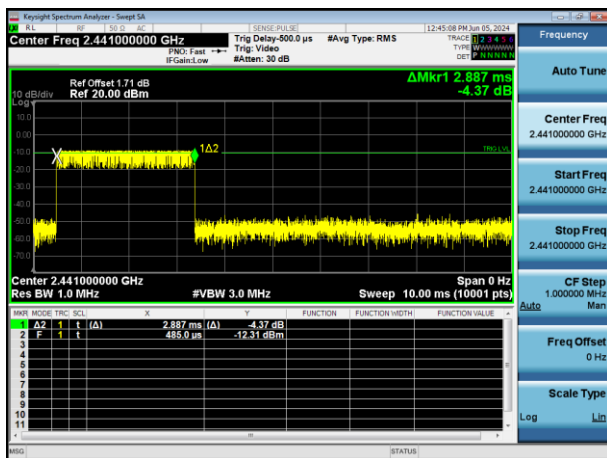 Keysight Spectrum Analyzer - Swept SA
RL RF 50 Ω AC SENSE:PULSE 12:45:08 PM Jun 05, 2024
Center Freq 2.441000000 GHz
PNO: Fast
IFGain:Low
Trig Delay-500.0 µs
Trig: Video
#Atten: 30 dB
#Avg Type: RMS
TRACE 1 2 3 4 5 6
TYPE WWWWWW
DET P N N N N N
Ref Offset 1.71 dB
10 dB/div Ref 20.00 dBm
Log
ΔMkr1 2.887 ms
-4.37 dB
10.0
0.00
-10.0
-20.0
-30.0
-40.0
-50.0
-60.0
-70.0
1Δ2
TRIG LVL
Center 2.441000000 GHz Span 0 Hz
Res BW 1.0 MHz #VBW 3.0 MHz Sweep 10.00 ms (10001 pts)
MKR MODE TRC SCL X Y FUNCTION FUNCTION WIDTH FUNCTION VALUE
1 Δ2 1 t (Δ) 2.887 ms (Δ) -4.37 dB
2 F 1 t 485.0 µs -12.31 dBm
3
4
5
6
7
8
9
10
11
MSG STATUS
Frequency
Auto Tune
Center Freq
2.441000000 GHz
Start Freq
2.441000000 GHz
Stop Freq
2.441000000 GHz
CF Step
1.000000 MHz
Auto Man
Freq Offset
0 Hz
Scale Type
Log Lin